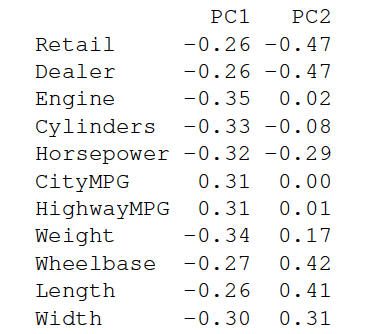 PC1 PC2
Retail -0.26 -0.47
Dealer -0.26 -0.47
Engine -0.35 0.02
Cylinders -0.33 -0.08
Horsepower -0.32 -0.29
CityMPG 0.31 0.00
HighwayMPG 0.31 0.01
Weight -0.34 0.17
Wheelbase -0.27 0.42
Length -0.26 0.41
Width -0.30 0.31